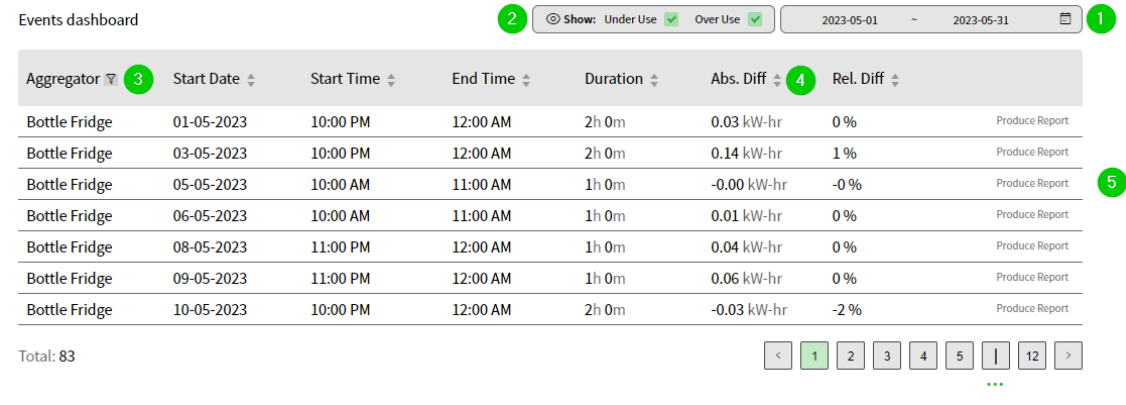 Events dashboard
2 Show: Under Use Over Use 2023-05-01 ~ 2023-05-31 1
Aggregator 3 Start Date Start Time End Time Duration Abs. Diff 4 Rel. Diff
Bottle Fridge 01-05-2023 10:00 PM 12:00 AM 2h 0m 0.03 kW-hr 0 % Produce Report
Bottle Fridge 03-05-2023 10:00 PM 12:00 AM 2h 0m 0.14 kW-hr 1 % Produce Report
Bottle Fridge 05-05-2023 10:00 AM 11:00 AM 1h 0m -0.00 kW-hr -0 % Produce Report 5
Bottle Fridge 06-05-2023 10:00 AM 11:00 AM 1h 0m 0.01 kW-hr 0 % Produce Report
Bottle Fridge 08-05-2023 11:00 PM 12:00 AM 1h 0m 0.04 kW-hr 0 % Produce Report
Bottle Fridge 09-05-2023 11:00 PM 12:00 AM 1h 0m 0.06 kW-hr 0 % Produce Report
Bottle Fridge 10-05-2023 10:00 PM 12:00 AM 2h 0m -0.03 kW-hr -2 % Produce Report
Total: 83 < 1 2 3 4 5 | 12 >
...